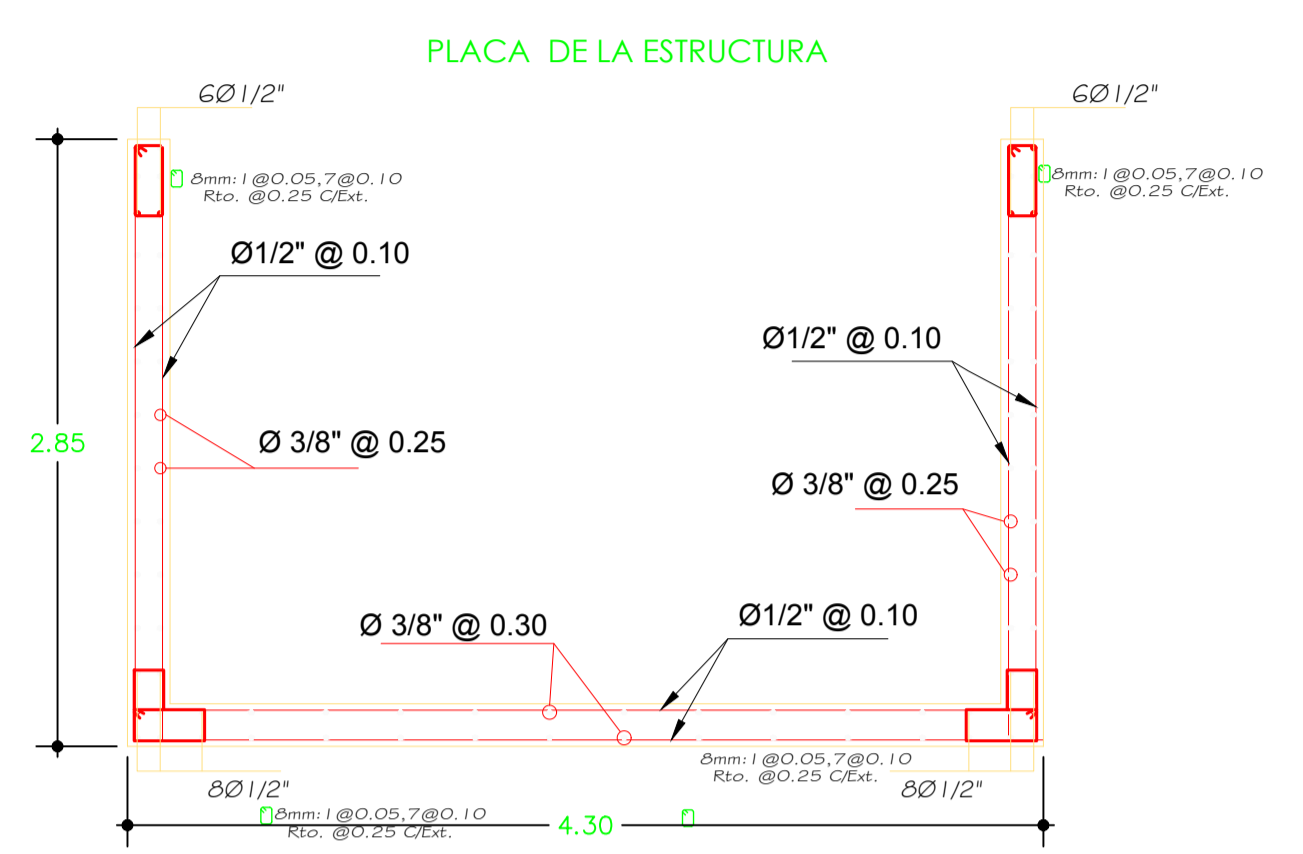 PLACA DE LA ESTRUCTURA
6Ø1/2"
6Ø1/2"
8mm:1@0.05,7@0.10
Rto. @0.25 C/Ext.
8mm:1@0.05,7@0.10
Rto. @0.25 C/Ext.
Ø1/2" @ 0.10
Ø1/2" @ 0.10
2.85
Ø 3/8" @ 0.25
Ø 3/8" @ 0.25
Ø 3/8" @ 0.30
Ø1/2" @ 0.10
8mm:1@0.05,7@0.10
Rto. @0.25 C/Ext.
8Ø1/2"
8Ø1/2"
8mm:1@0.05,7@0.10
Rto. @0.25 C/Ext.
4.30